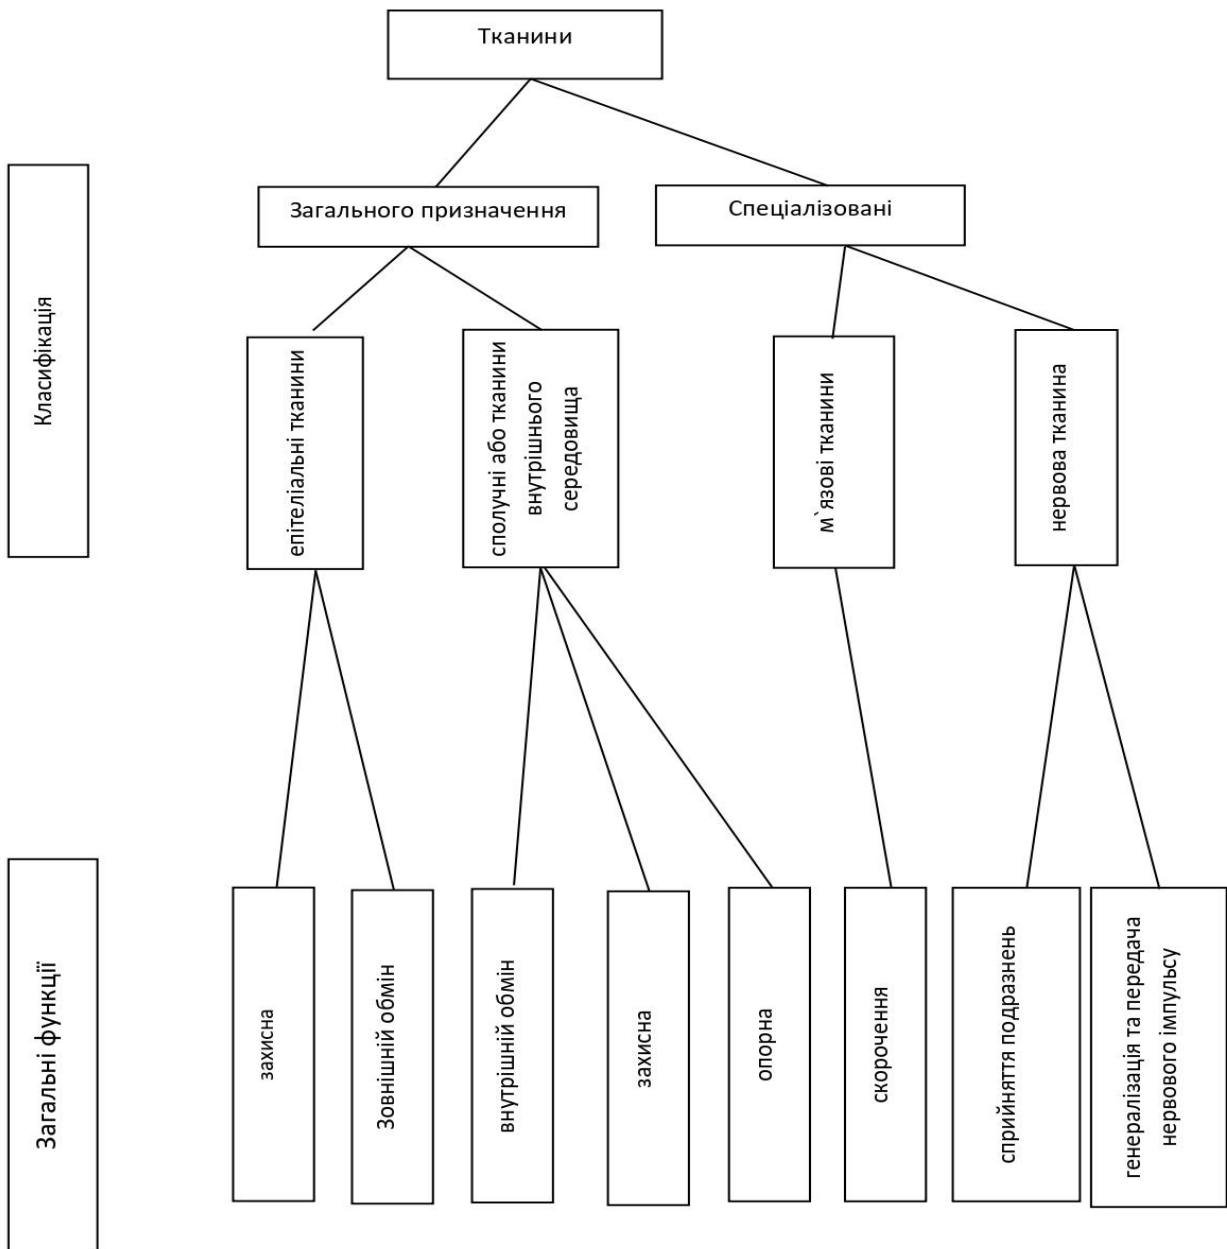 Тканини
Загального призначення
Спеціалізовані
Класифікація
епітеліальні тканини
сполучні або тканини
внутрішнього
середовища
м`язові тканини
нервова тканина
Загальні функції
захисна
Зовнішній обмін
внутрішній обмін
захисна
опорна
скорочення
сприйняття подразнень
генералізація та передача
нервового імпульсу